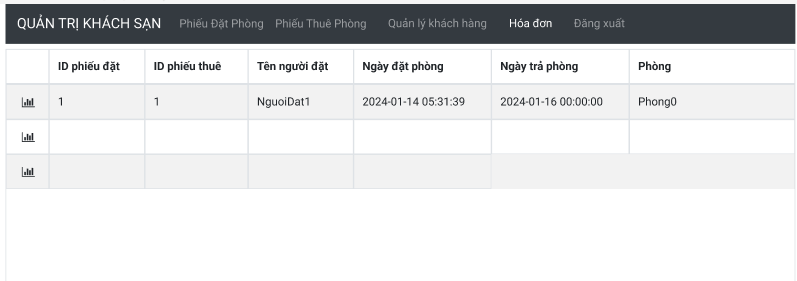 QUẢN TRỊ KHÁCH SẠN Phiếu Đặt Phòng Phiếu Thuê Phòng Quản lý khách hàng Hóa đơn Đăng xuất
ID phiếu đặt ID phiếu thuê Tên người đặt Ngày đặt phòng Ngày trả phòng Phòng
1 1 NguoiDat1 2024-01-14 05:31:39 2024-01-16 00:00:00 Phong0